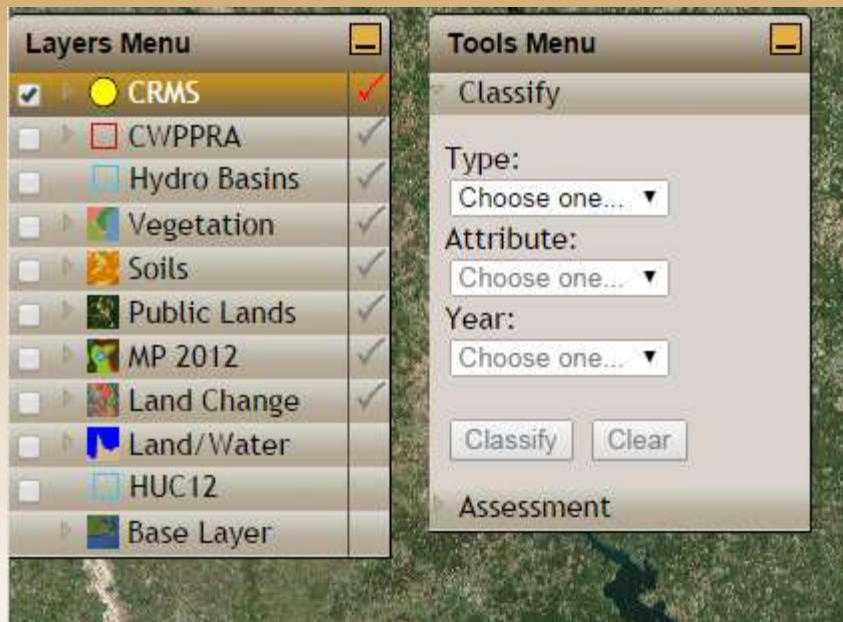 Layers Menu
CRMS
CWPPRA
Hydro Basins
Vegetation
Soils
Public Lands
MP 2012
Land Change
Land/Water
HUC12
Base Layer
Tools Menu
Classify
Type:
Choose one...
Attribute:
Choose one...
Year:
Choose one...
Classify Clear
Assessment